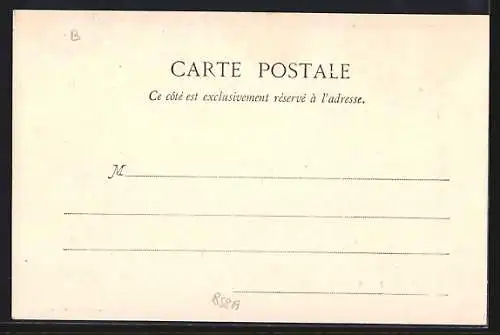 B
CARTE POSTALE
Ce côté est exclusivement réservé à l'adresse.
M